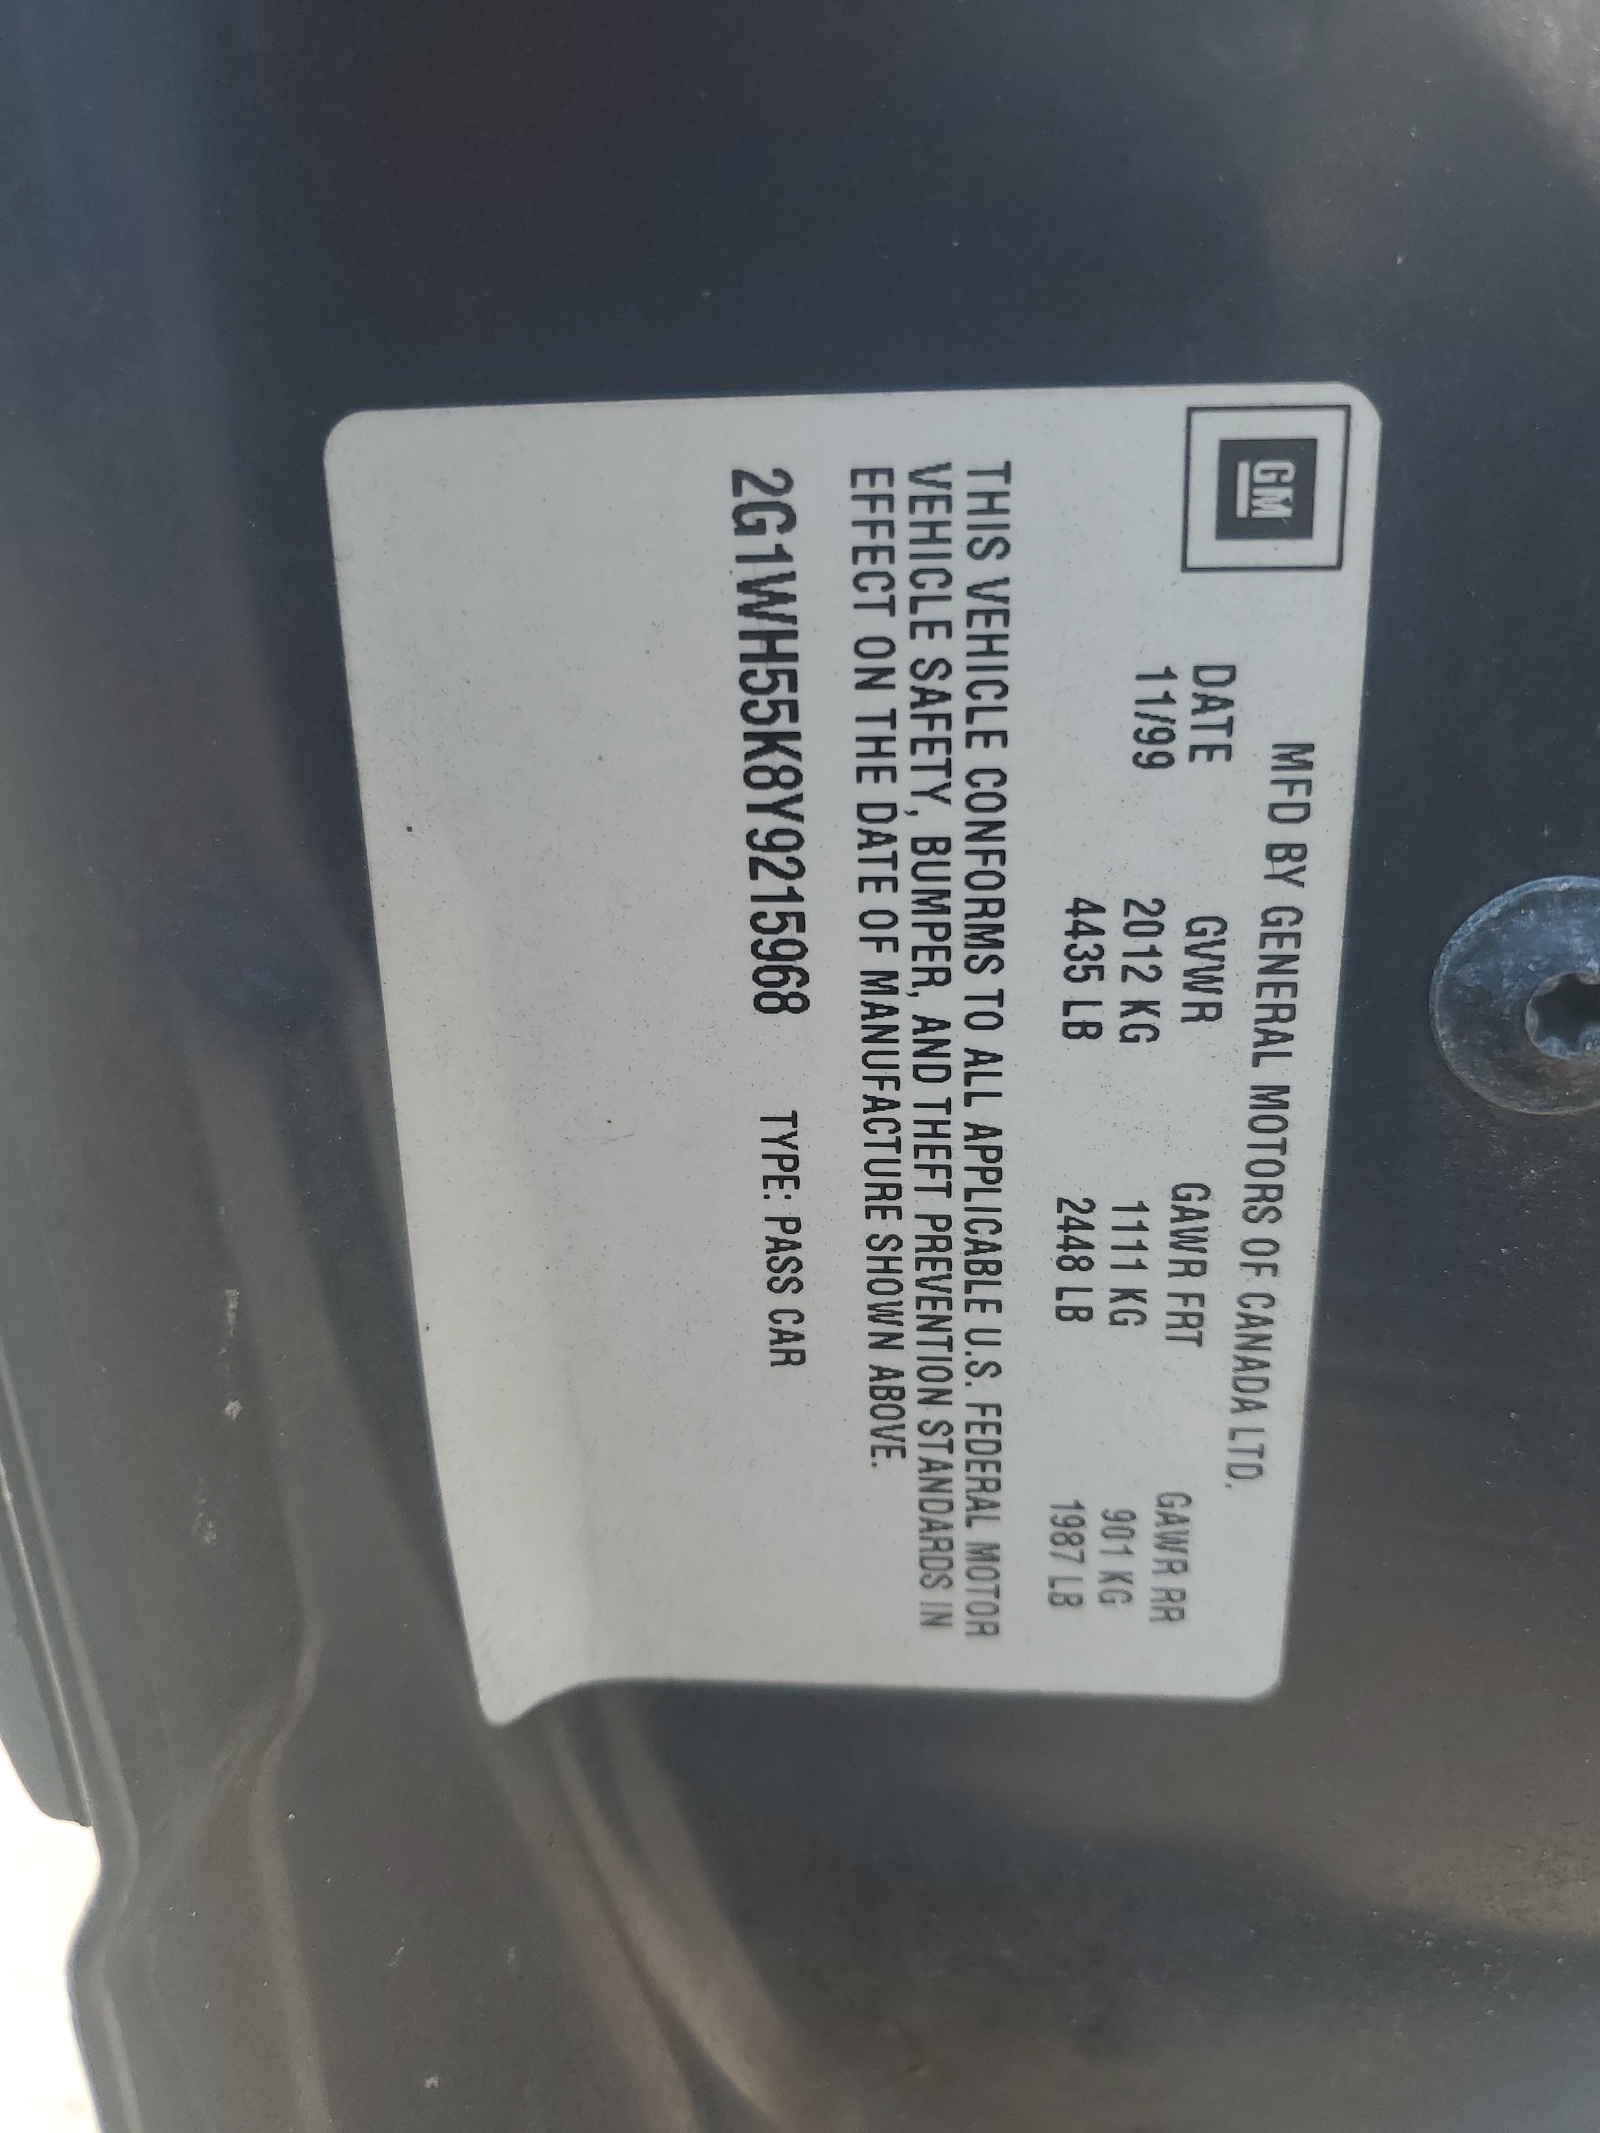 GM
MFD BY GENERAL MOTORS OF CANADA LTD.
DATE GVWR GAWR FRT GAWR RR
11/99 2012 KG 1111 KG 901 KG
4435 LB 2448 LB 1987 LB
THIS VEHICLE CONFORMS TO ALL APPLICABLE U.S. FEDERAL MOTOR
VEHICLE SAFETY, BUMPER, AND THEFT PREVENTION STANDARDS IN
EFFECT ON THE DATE OF MANUFACTURE SHOWN ABOVE.
2G1WH55K8Y9215968 TYPE: PASS CAR